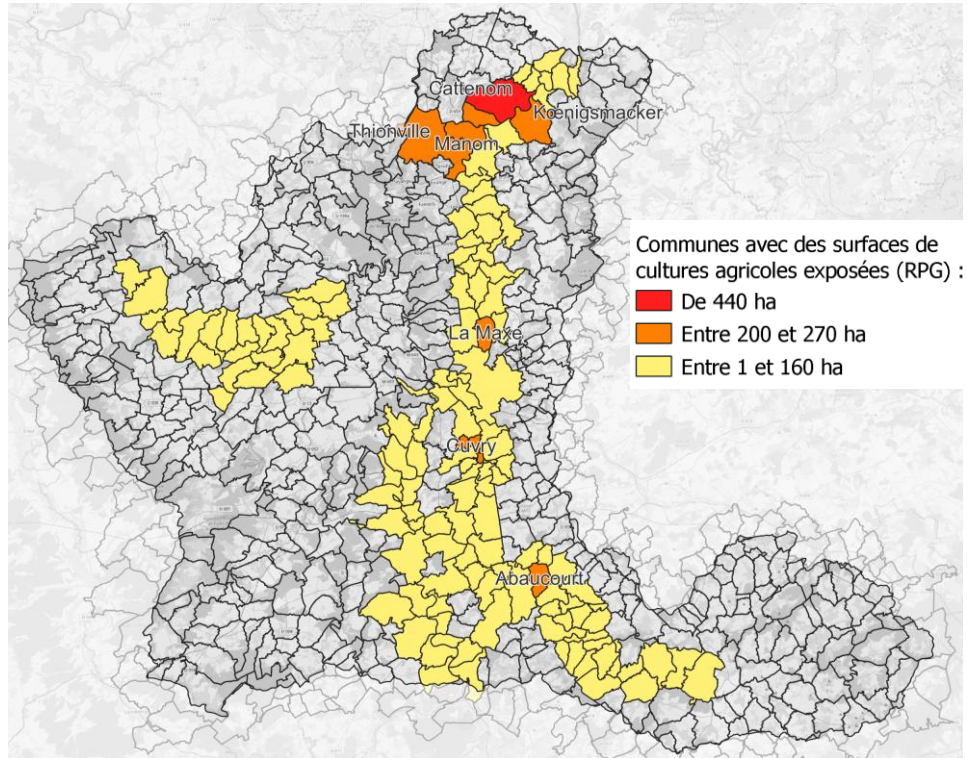 Cattenom
Kœnigsmacker
Thionville
Manom
Communes avec des surfaces de
cultures agricoles exposées (RPG) :
De 440 ha
La Maxe
Entre 200 et 270 ha
Entre 1 et 160 ha
Cuvry
Abaucourt